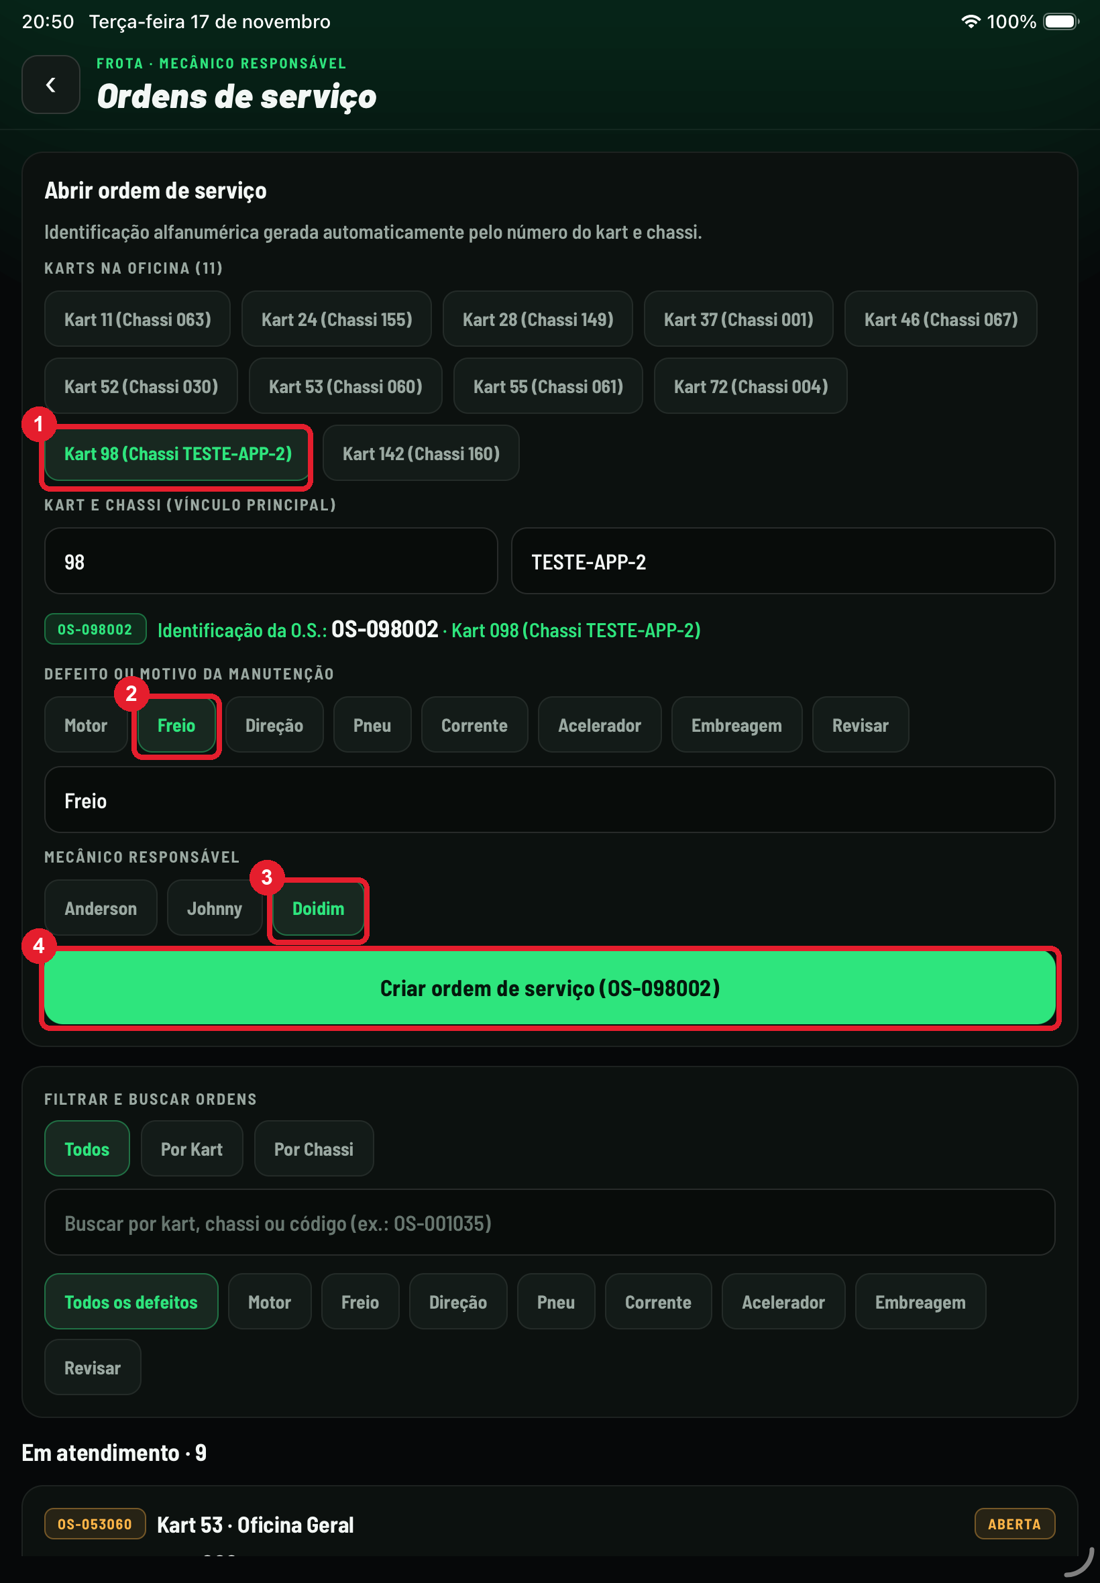 20:50 Terça-feira 17 de novembro 100%
FROTA · MECÂNICO RESPONSÁVEL
Ordens de serviço
Abrir ordem de serviço
Identificação alfanumérica gerada automaticamente pelo número do kart e chassi.
KARTS NA OFICINA (11)
Kart 11 (Chassi 063) Kart 24 (Chassi 155) Kart 28 (Chassi 149) Kart 37 (Chassi 001) Kart 46 (Chassi 067)
Kart 52 (Chassi 030) Kart 53 (Chassi 060) Kart 55 (Chassi 061) Kart 72 (Chassi 004)
1
Kart 98 (Chassi TESTE-APP-2) Kart 142 (Chassi 160)
KART E CHASSI (VÍNCULO PRINCIPAL)
98 TESTE-APP-2
OS-098002 Identificação da O.S.: OS-098002 · Kart 098 (Chassi TESTE-APP-2)
DEFEITO OU MOTIVO DA MANUTENÇÃO
2
Motor Freio Direção Pneu Corrente Acelerador Embreagem Revisar
Freio
MECÂNICO RESPONSÁVEL
3
Anderson Johnny Doidim
4
Criar ordem de serviço (OS-098002)
FILTRAR E BUSCAR ORDENS
Todos Por Kart Por Chassi
Buscar por kart, chassi ou código (ex.: OS-001035)
Todos os defeitos Motor Freio Direção Pneu Corrente Acelerador Embreagem
Revisar
Em atendimento · 9
OS-053060 Kart 53 · Oficina Geral ABERTA